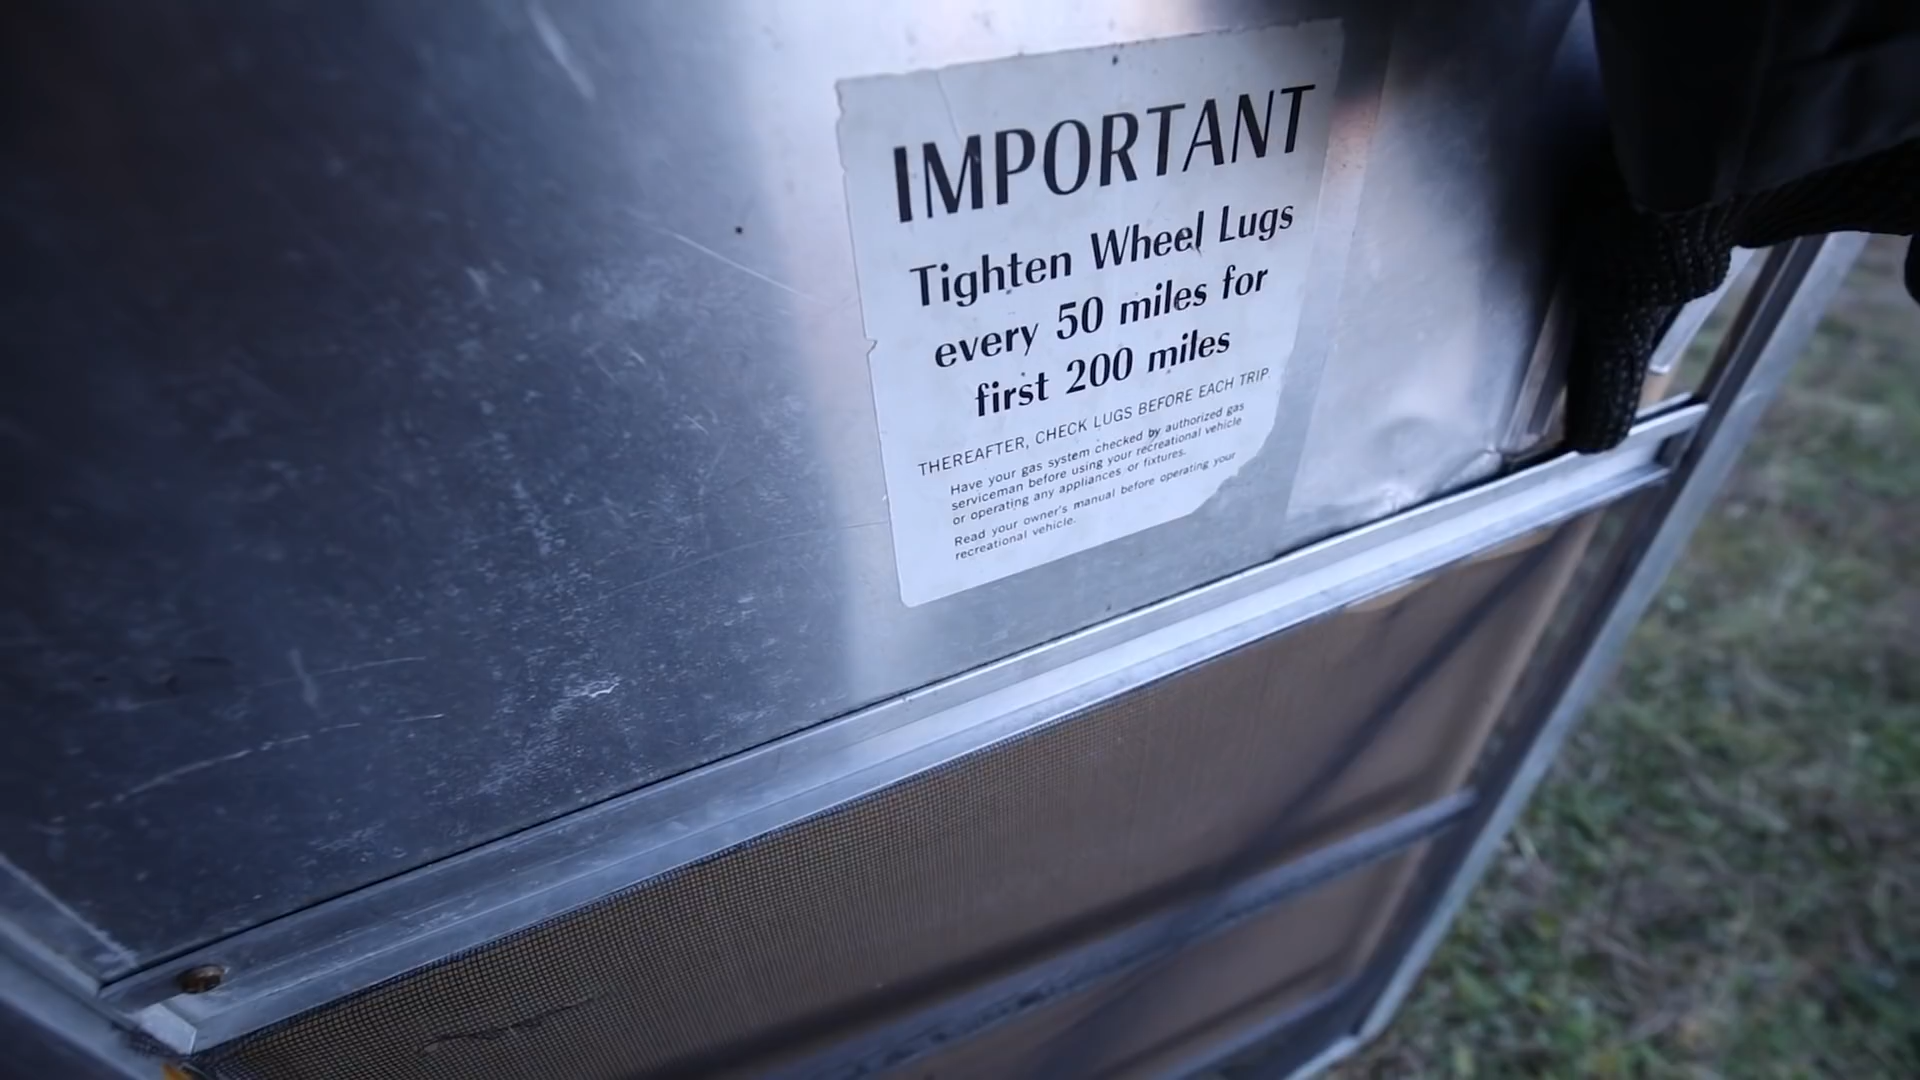 IMPORTANT
Tighten Wheel Lugs
every 50 miles for
first 200 miles
THEREAFTER, CHECK LUGS BEFORE EACH TRIP.
Have your gas system checked by authorized gas
serviceman before using your recreational vehicle
or operating any appliances or fixtures.
Read your owner's manual before operating your
recreational vehicle.